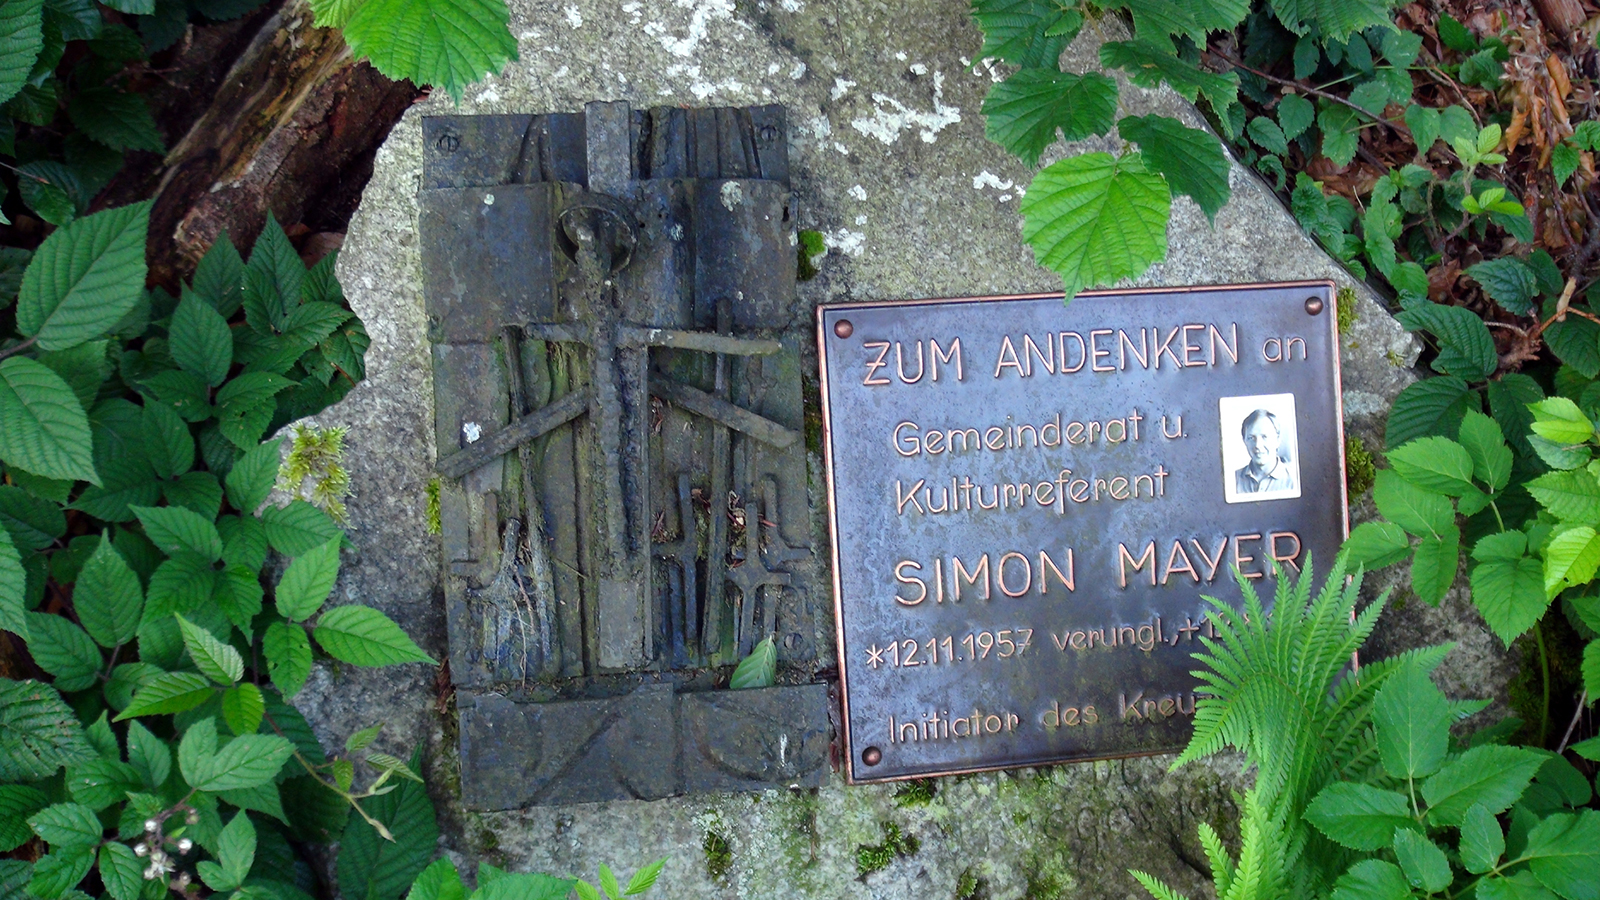 ZUM ANDENKEN an
Gemeinderat u.
Kulturreferent
SIMON MAYER
*12.11.1957 verungl.,+
Initiator des